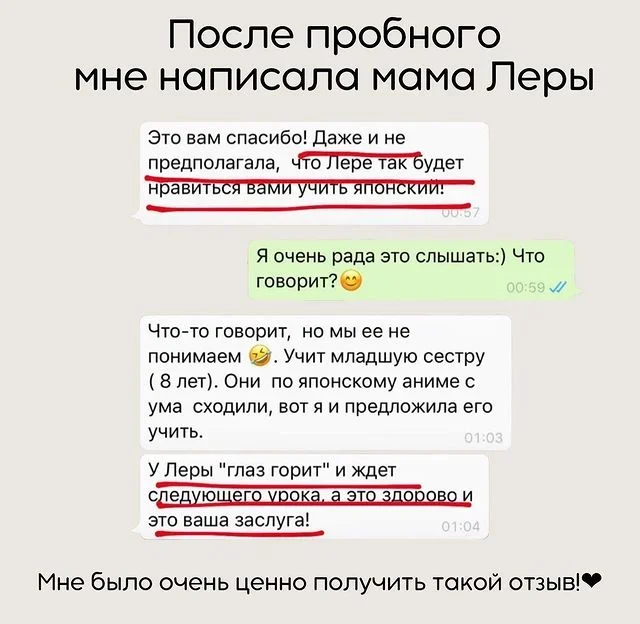 После пробного
мне написала мама Леры
Это вам спасибо! Даже и не
предполагала,  что Лере так будет
нравиться вами учить японский!
00:57
Я очень рада это слышать:) Что
говорит?😊
00:59
Что-то говорит,  но мы ее не
понимаем 🤣. Учит младшую сестру
( 8 лет). Они  по японскому аниме с
ума  сходили, вот я и предложила его
учить.
01:03
У Леры "глаз горит" и ждет
следующего урока, а это здорово и
это ваша заслуга!
01:04
Мне было очень ценно получить такой отзыв!❤